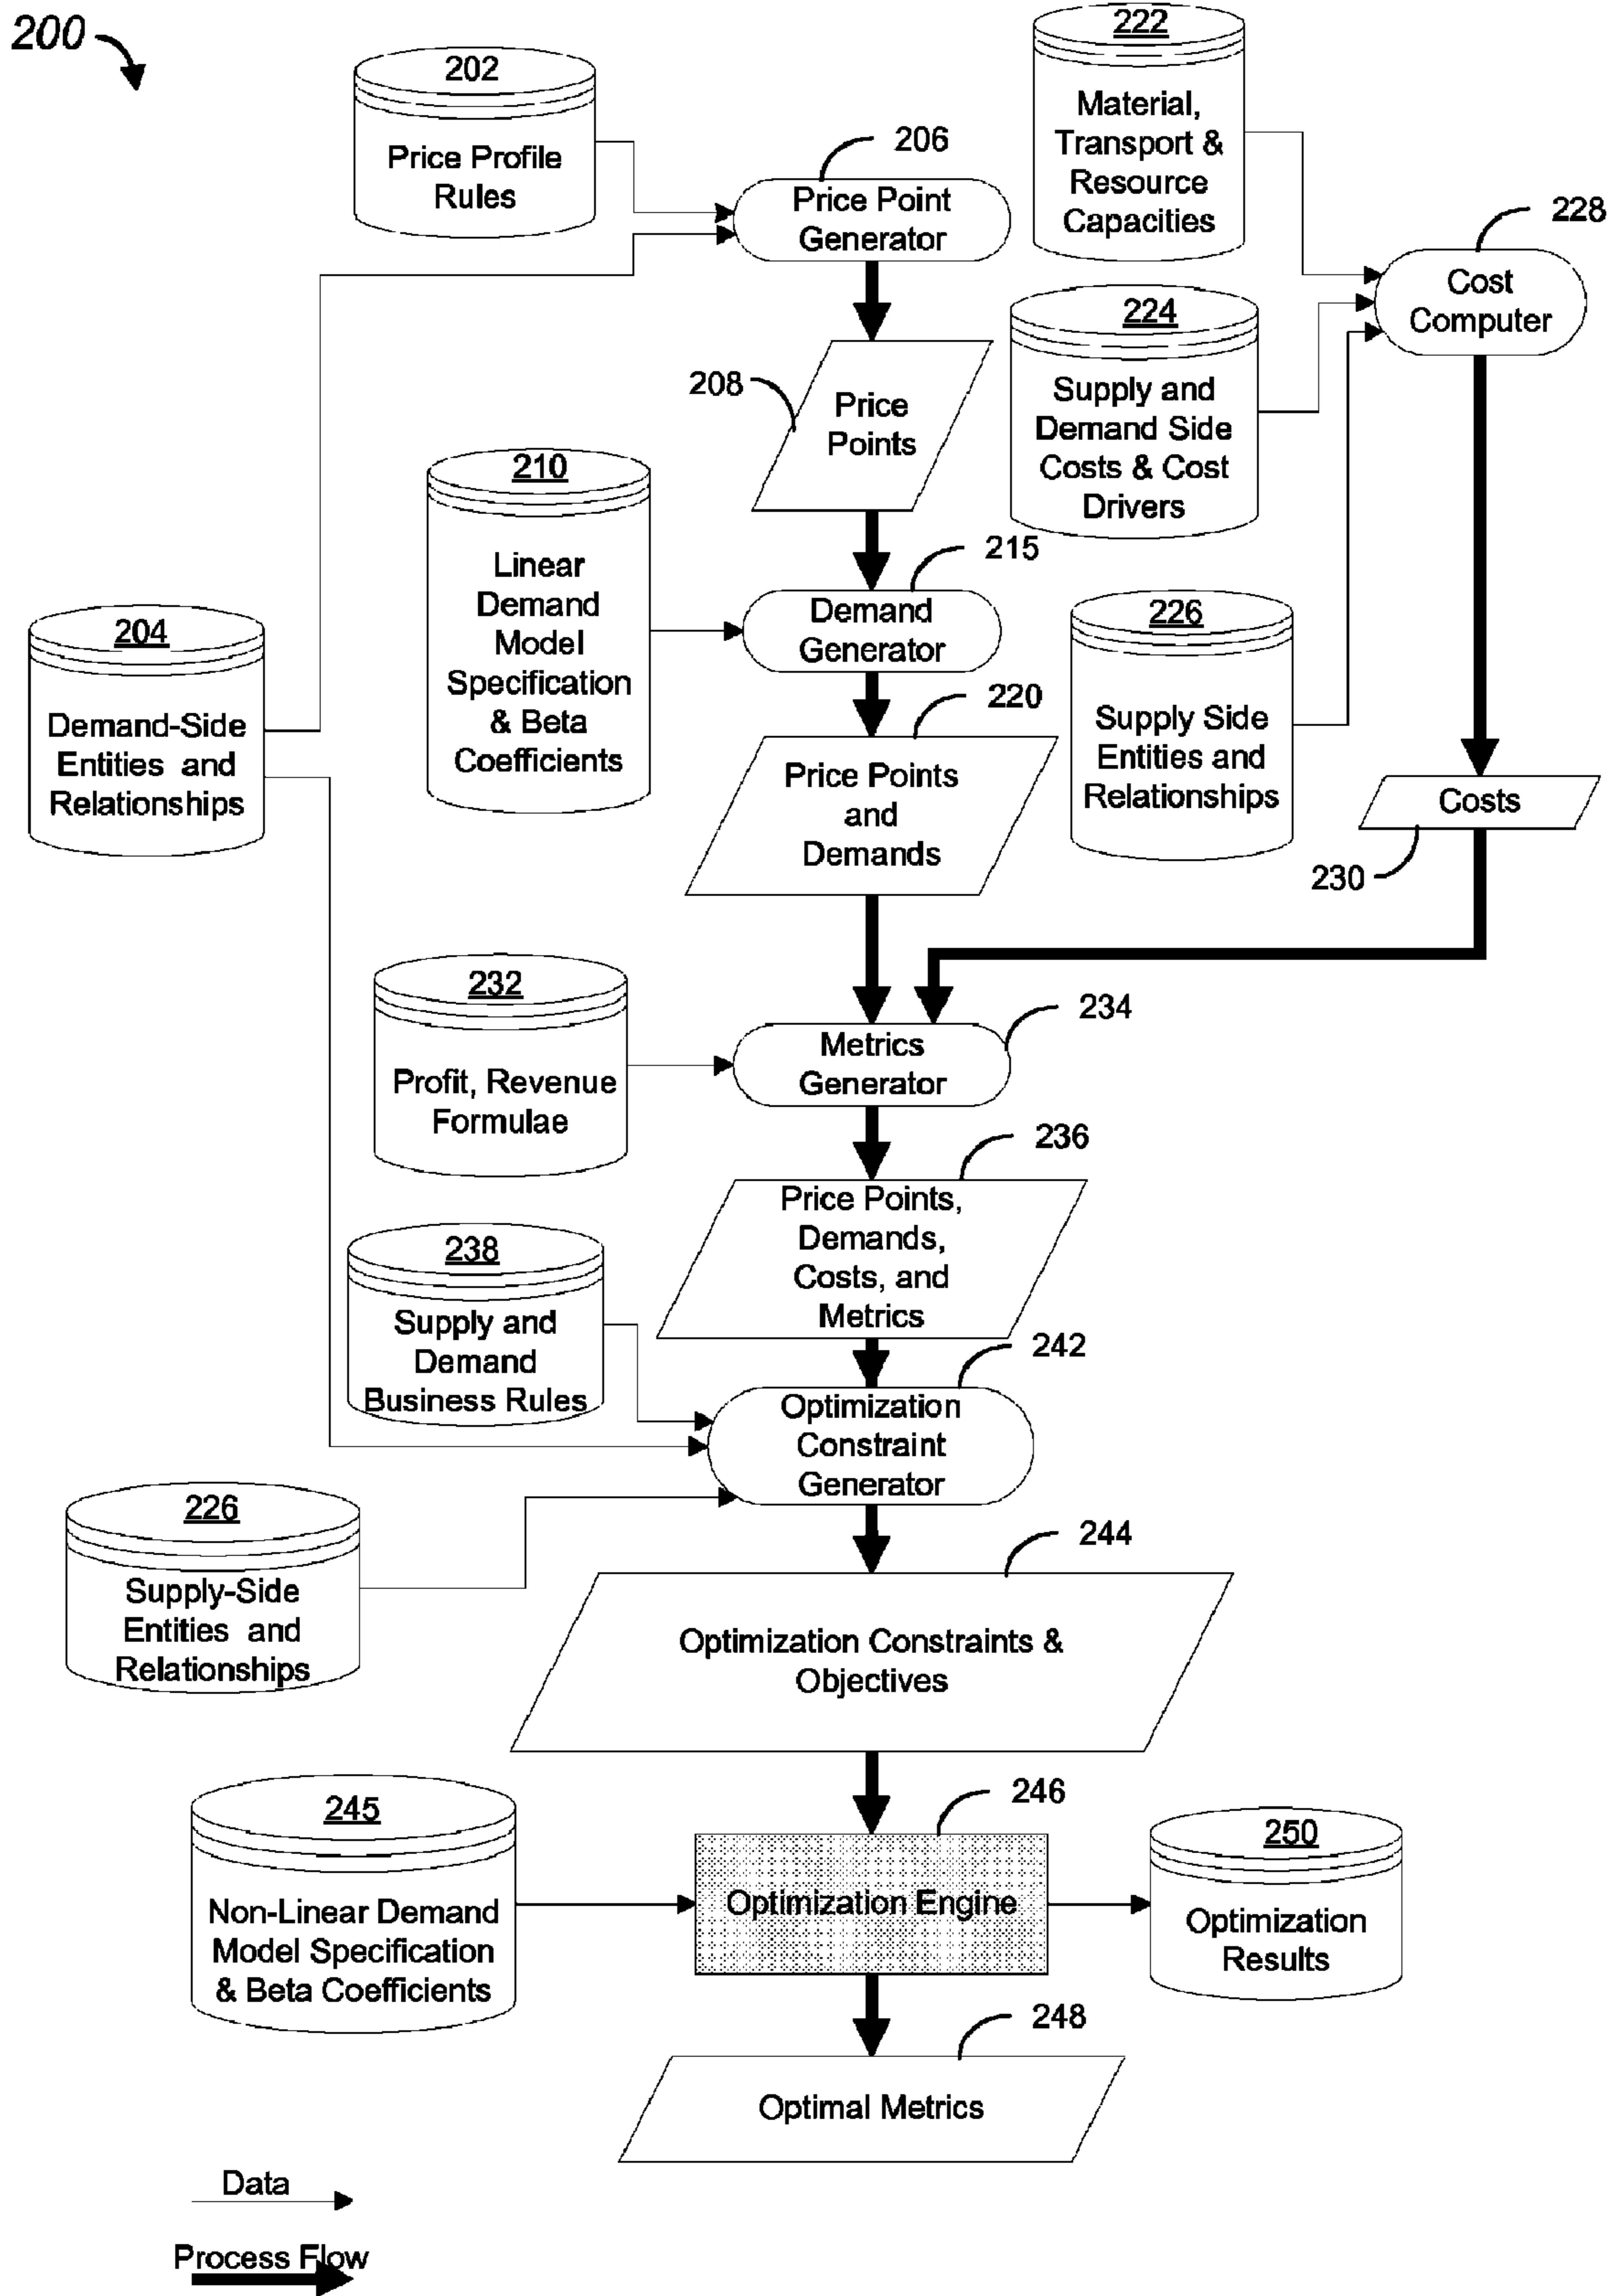 200
202
Price Profile
Rules
206
Price Point
Generator
222
Material,
Transport &
Resource
Capacities
228
Cost
Computer
224
Supply and
Demand Side
Costs & Cost
Drivers
208
Price
Points
210
Linear
Demand
Model
Specification
& Beta
Coefficients
215
Demand
Generator
204
Demand-Side
Entities and
Relationships
226
Supply Side
Entities and
Relationships
220
Price Points
and
Demands
Costs
230
232
Profit, Revenue
Formulae
234
Metrics
Generator
236
Price Points,
Demands,
Costs, and
Metrics
238
Supply and
Demand
Business Rules
242
Optimization
Constraint
Generator
226
Supply-Side
Entities and
Relationships
244
Optimization Constraints &
Objectives
245
Non-Linear Demand
Model Specification
& Beta Coefficients
246
Optimization Engine
250
Optimization
Results
248
Optimal Metrics
Data
Process Flow